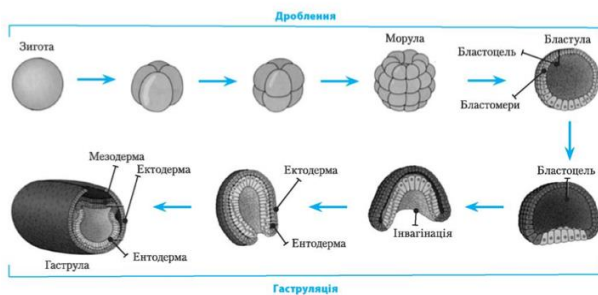 Дроблення
Зигота
Морула
Бластула
Бластоцель
Бластомери
Бластоцель
Інвагінація
Ектодерма
Ентодерма
Мезодерма
Ектодерма
Ентодерма
Гаструла
Гаструляція